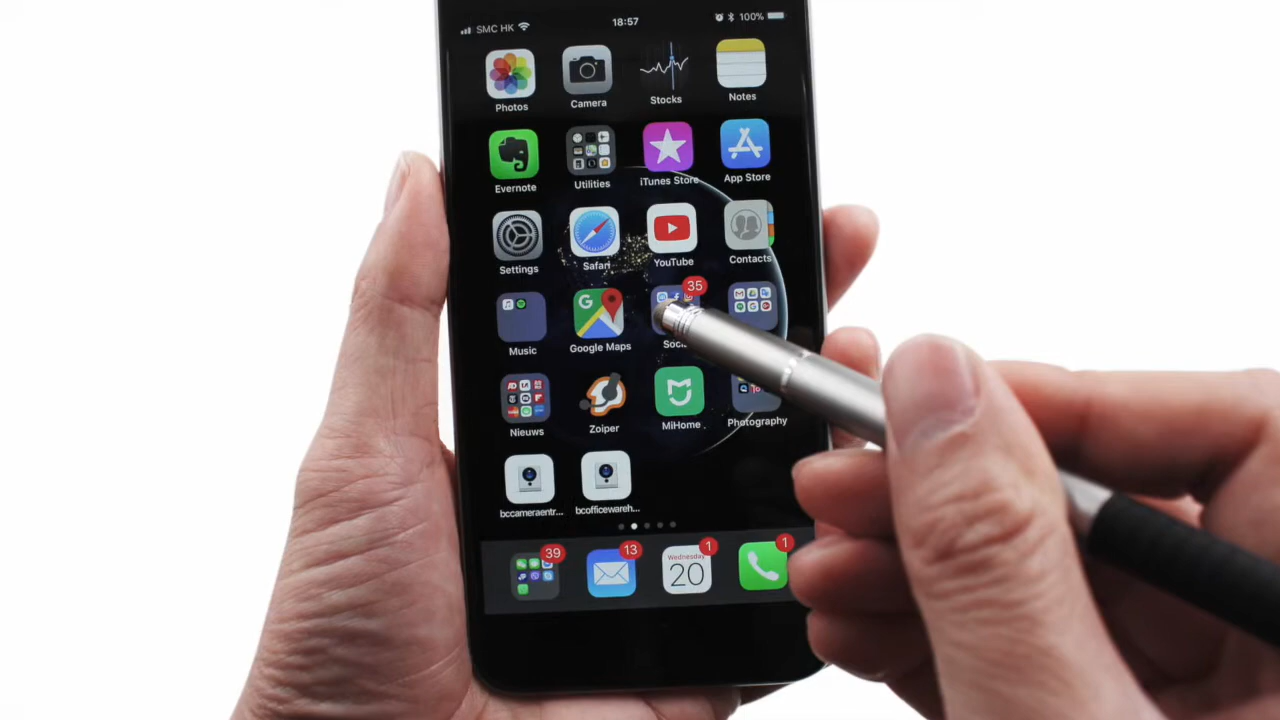 SMC HK 18:57 100%
Photos Camera Stocks Notes
Evernote Utilities iTunes Store App Store
Settings Safari YouTube Contacts
35
G
Music Google Maps Soci
Nieuws Zoiper MiHome Photography
bccameraentr... bcofficewareh...
39 13 1 1
Wednesday
20